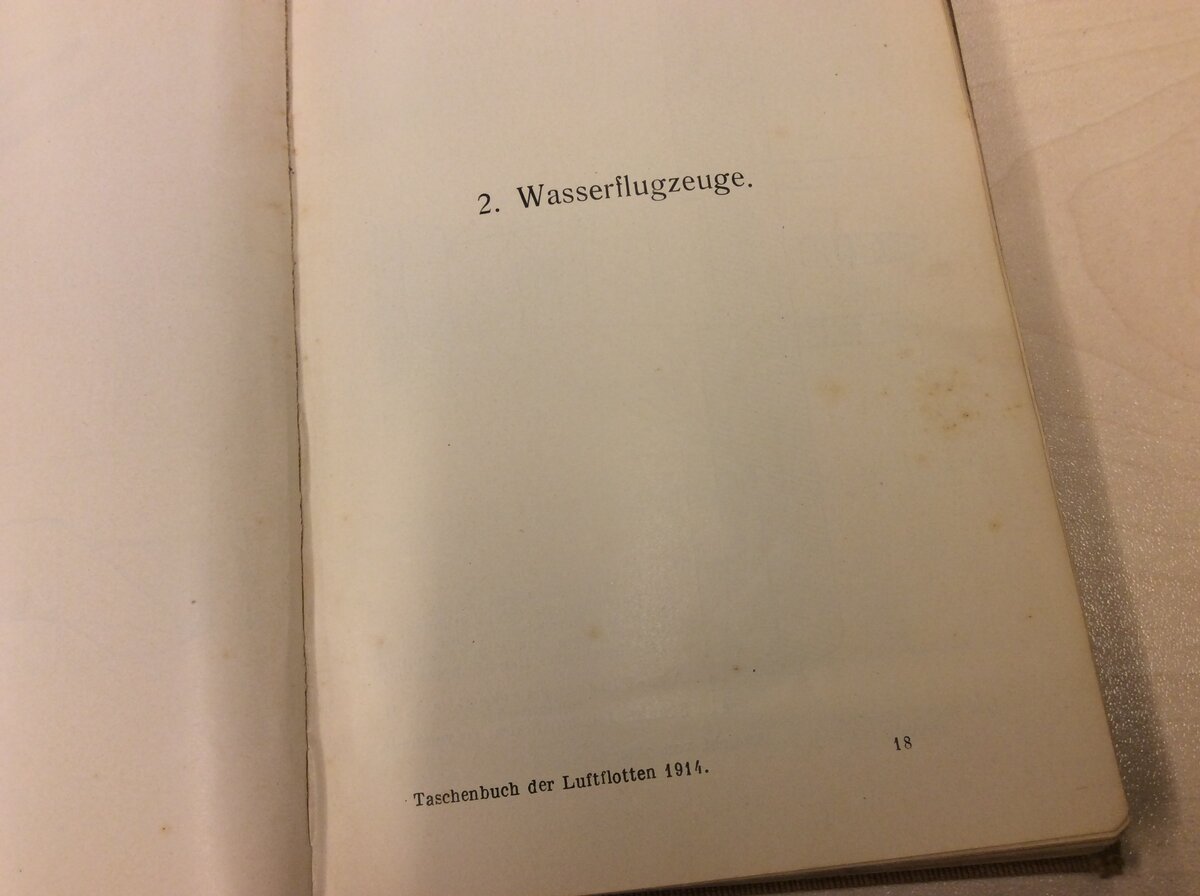 2. Wasserflugzeuge.
Taschenbuch der Luftflotten 1914.
18